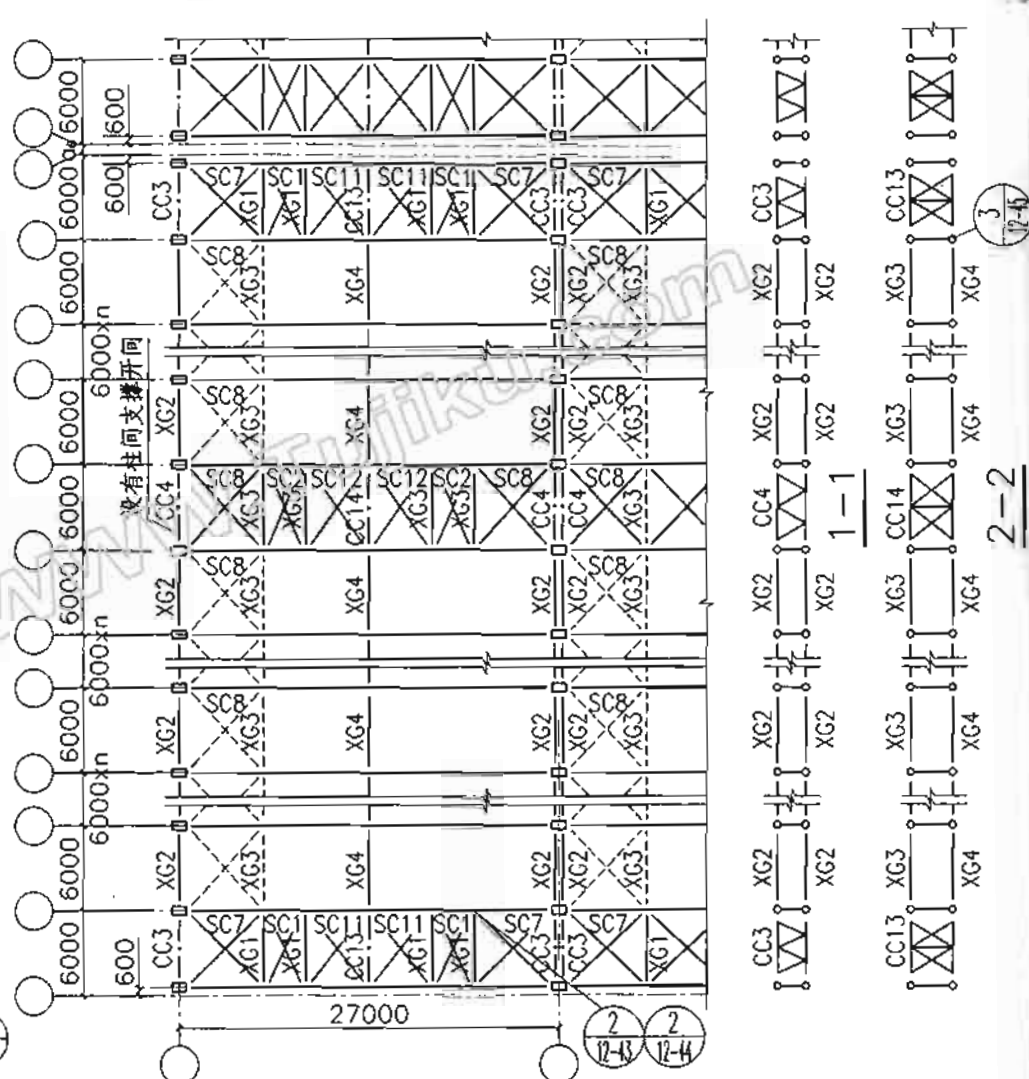 6000
600
6000
a
600
CC3
SC7
SC1
SC11
SC11
SC1
SC7
SC7
XG1
XG1
CC13
XG1
XG1
CC3
CC3
XG1
CC3
CC13
3
12-45
6000
SC8
XG3
XG4
XG2
XG2
SC8
XG3
XG2
XG2
XG3
XG4
6000xn
没有柱间支撑开间
6000
XG2
SC8
XG3
XG4
XG2
XG2
SC8
XG3
XG2
XG2
XG3
XG4
6000
CC4
SC8
SC2
SC12
SC12
SC2
SC8
SC8
XG3
XG3
CC14
XG3
XG3
CC4
CC4
XG3
CC4
CC14
1-1
2-2
6000
XG2
SC8
XG3
XG4
XG2
XG2
SC8
XG3
XG2
XG2
XG3
XG4
6000xn
6000
XG2
SC8
XG3
XG4
XG2
XG2
SC8
XG3
XG2
XG2
XG3
XG4
6000xn
6000
XG2
XG3
XG4
XG2
XG2
XG3
XG2
XG2
XG3
XG4
6000
600
CC3
SC7
SC1
SC11
SC11
SC1
SC7
SC7
XG1
XG1
CC13
XG1
XG1
CC3
CC3
XG1
CC3
CC13
27000
2
12-43
2
12-44
www.Tujiku.com